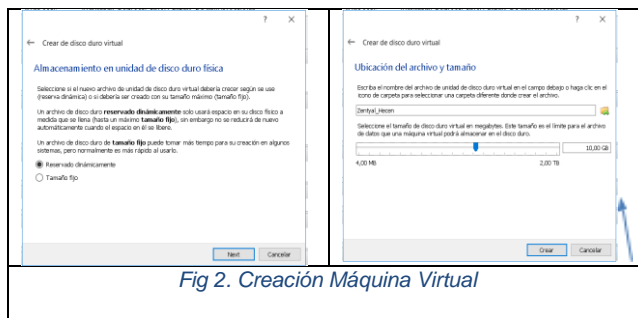 ? ×
← Crear de disco duro virtual
Almacenamiento en unidad de disco duro física
Seleccione si el nuevo archivo de unidad de disco duro virtual debería crecer según se use
(reserva dinámica) o si debería ser creado con su tamaño máximo (tamaño fijo).
Un archivo de disco duro reservado dinámicamente solo usará espacio en su disco físico a
medida que se llena (hasta un máximo tamaño fijo), sin embargo no se reducirá de nuevo
automáticamente cuando el espacio en él se libere.
Un archivo de disco duro de tamaño fijo puede tomar más tiempo para su creación en algunos
sistemas, pero normalmente es más rápido al usarlo.
Reservado dinámicamente
Tamaño fijo
Next Cancelar
? ×
← Crear de disco duro virtual
Ubicación del archivo y tamaño
Escriba el nombre del archivo de unidad de disco duro virtual en el campo debajo o haga clic en el
icono de carpeta para seleccionar una carpeta diferente donde crear el archivo.
Zentyal_Hecen
Seleccione el tamaño de disco duro virtual en megabytes. Este tamaño es el límite para el archivo
de datos que una máquina virtual podrá almacenar en el disco duro.
10,00 GB
4,00 MB 2,00 TB
Crear Cancelar
Fig 2. Creación Máquina Virtual